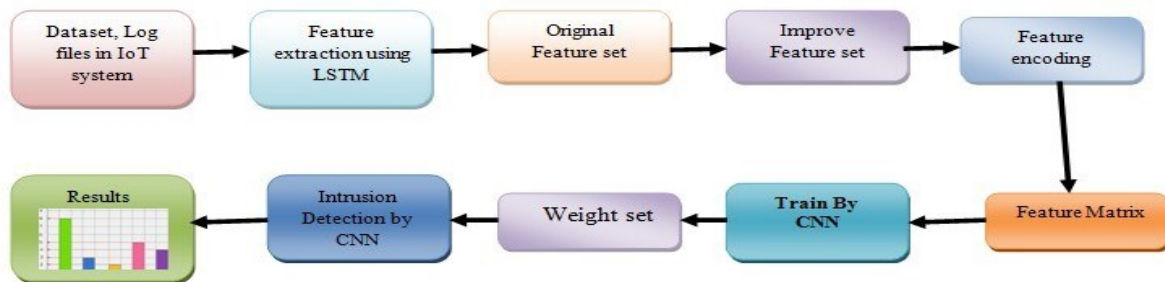 Dataset, Log
files in IoT
system
Feature
extraction using
LSTM
Original
Feature set
Improve
Feature set
Feature
encoding
Feature Matrix
Train By
CNN
Weight set
Intrusion
Detection by
CNN
Results